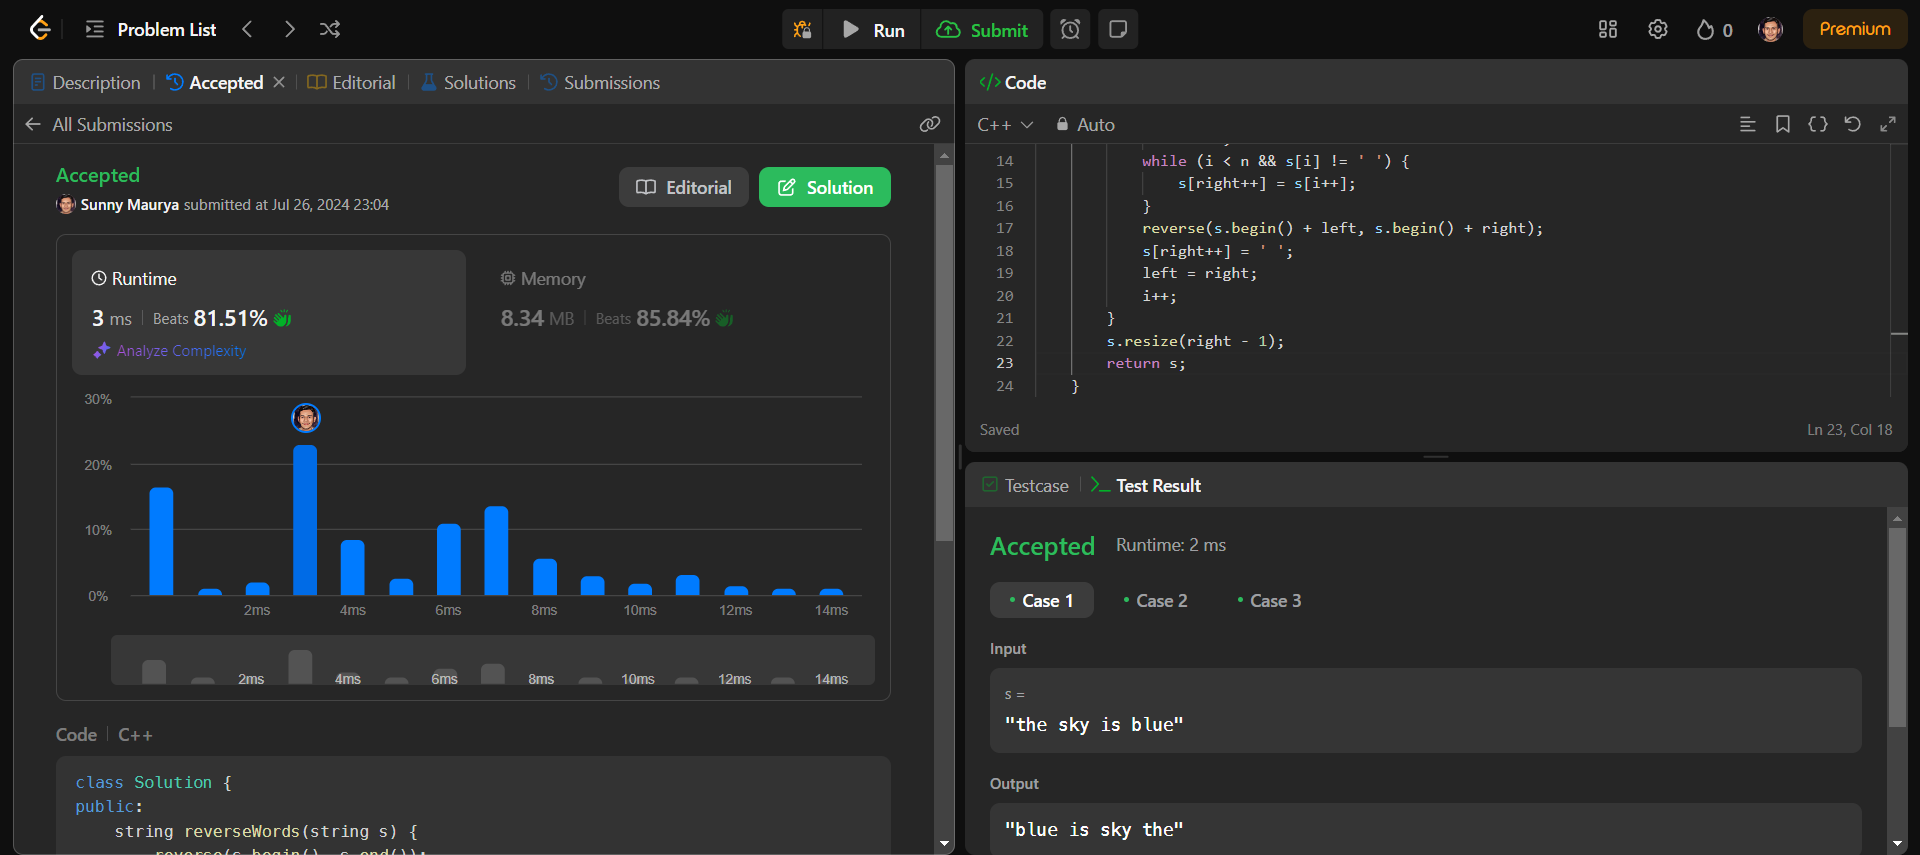 Problem List
Run
Submit
0
Premium
Description
Accepted
Editorial
Solutions
Submissions
All Submissions
Accepted
Sunny Maurya submitted at Jul 26, 2024 23:04
Editorial
Solution
Runtime
3 ms
Beats 81.51%
Analyze Complexity
Memory
8.34 MB
Beats 85.84%
30%
20%
10%
0%
2ms 4ms 6ms 8ms 10ms 12ms 14ms
2ms 4ms 6ms 8ms 10ms 12ms 14ms
Code
C++
class Solution {
public:
string reverseWords(string s) {
reverse(s.begin(), s.end());
Code
C++
Auto
14 while (i < n && s[i] != ' ') {
15 s[right++] = s[i++];
16 }
17 reverse(s.begin() + left, s.begin() + right);
18 s[right++] = ' ';
19 left = right;
20 i++;
21 }
22 s.resize(right - 1);
23 return s;
24 }
Saved
Ln 23, Col 18
Testcase
Test Result
Accepted
Runtime: 2 ms
Case 1
Case 2
Case 3
Input
s =
"the sky is blue"
Output
"blue is sky the"